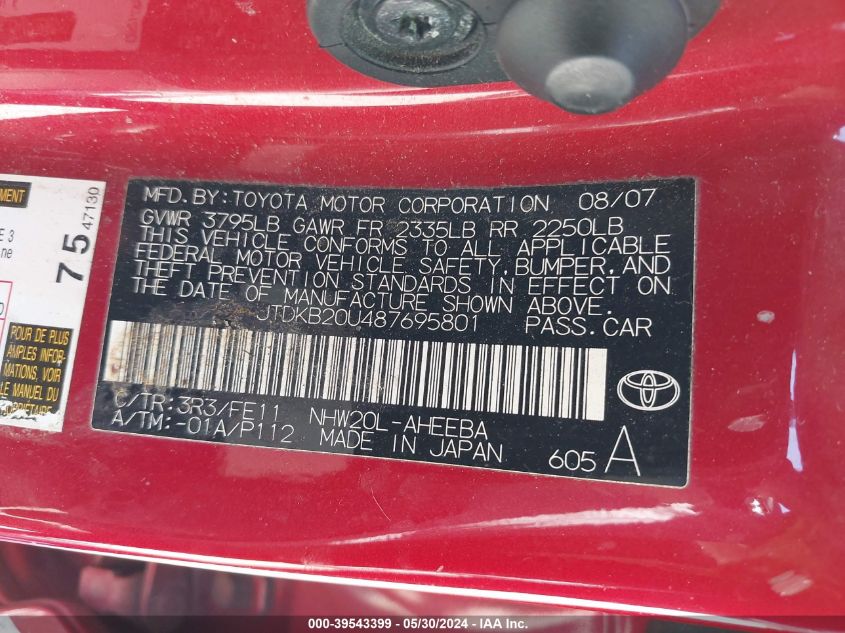 MENT
E 3
ne
75
47130
POUR DE PLUS
AMPLES INFOR-
MATIONS, VOIR
LE MANUEL DU
MFD.BY:TOYOTA MOTOR CORPORATION 08/07
GVWR 3795LB GAWR FR 2335LB RR 2250LB
THIS VEHICLE CONFORMS TO ALL APPLICABLE
FEDERAL MOTOR VEHICLE SAFETY,BUMPER,AND
THEFT PREVENTION STANDARDS IN EFFECT ON
THE DATE OF MANUFACTURE SHOWN ABOVE.
JTDKB20U487695801 PASS.CAR
C/TR:3R3/FE11 NHW20L-AHEEBA
A/TM:-01A/P112 MADE IN JAPAN
605 A
000-39543399 - 05/30/2024 - IAA Inc.